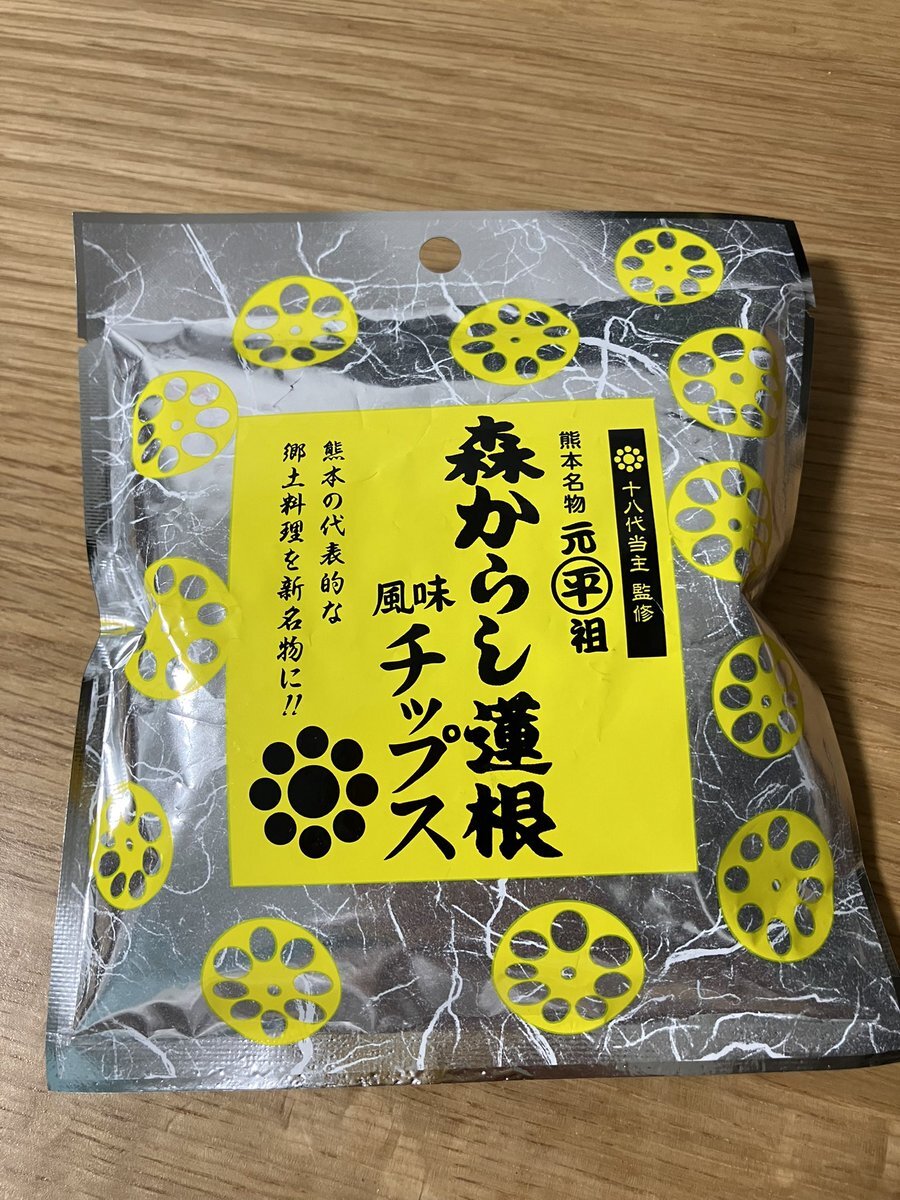 十八代当主 監修
熊本名物 元平祖
森からし蓮根
風味
チップス
熊本の代表的な
郷土料理を新名物に!!